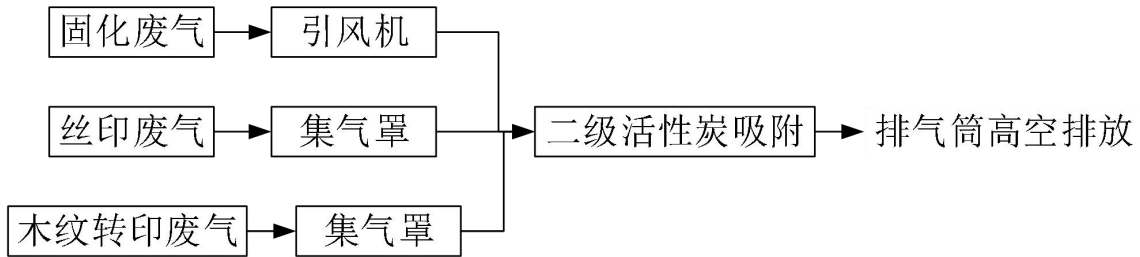 固化废气
引风机
丝印废气
集气罩
二级活性炭吸附
排气筒高空排放
木纹转印废气
集气罩